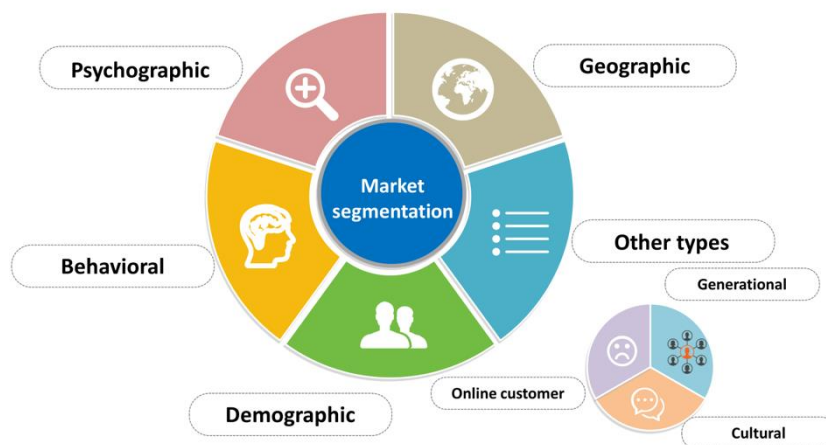 Psychographic
Geographic
Market
segmentation
Behavioral
Other types
Generational
Online customer
Demographic
Cultural